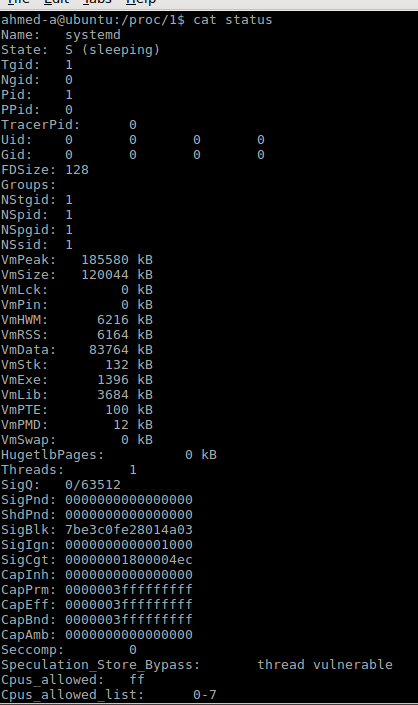 File Edit Tabs Help
ahmed-a@ubuntu:/proc/1$ cat status
Name:   systemd
State:  S (sleeping)
Tgid:   1
Ngid:   0
Pid:    1
PPid:   0
TracerPid:      0
Uid:    0       0       0       0
Gid:    0       0       0       0
FDSize: 128
Groups:
NStgid: 1
NSpid:  1
NSpgid: 1
NSsid:  1
VmPeak:   185580 kB
VmSize:   120044 kB
VmLck:         0 kB
VmPin:         0 kB
VmHWM:      6216 kB
VmRSS:      6164 kB
VmData:    83764 kB
VmStk:       132 kB
VmExe:      1396 kB
VmLib:      3684 kB
VmPTE:       100 kB
VmPMD:        12 kB
VmSwap:        0 kB
HugetlbPages:          0 kB
Threads:        1
SigQ:   0/63512
SigPnd: 0000000000000000
ShdPnd: 0000000000000000
SigBlk: 7be3c0fe28014a03
SigIgn: 0000000000001000
SigCgt: 00000001800004ec
CapInh: 0000000000000000
CapPrm: 0000003fffffffff
CapEff: 0000003fffffffff
CapBnd: 0000003fffffffff
CapAmb: 0000000000000000
Seccomp:        0
Speculation_Store_Bypass:       thread vulnerable
Cpus_allowed:   ff
Cpus_allowed_list:      0-7